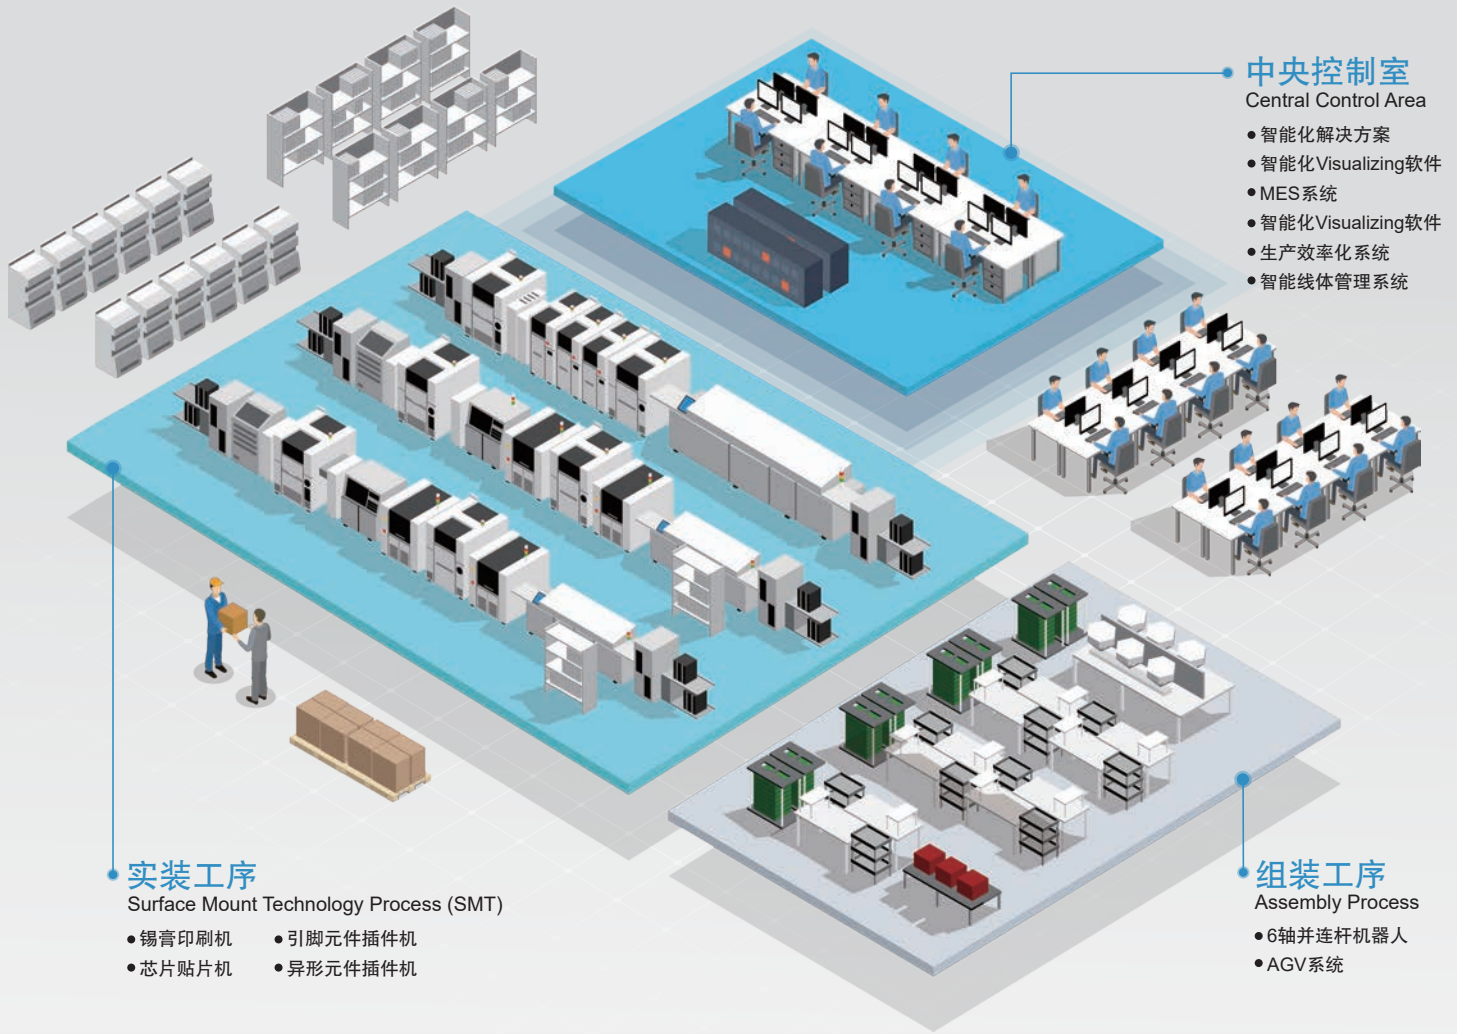 中央控制室
Central Control Area
●智能化解决方案
●智能化Visualizing软件
●MES系统
●智能化Visualizing软件
●生产效率化系统
●智能线体管理系统
实装工序
Surface Mount Technology Process (SMT)
●锡膏印刷机 ●引脚元件插件机
●芯片贴片机 ●异形元件插件机
组装工序
Assembly Process
●6轴并连杆机器人
●AGV系统